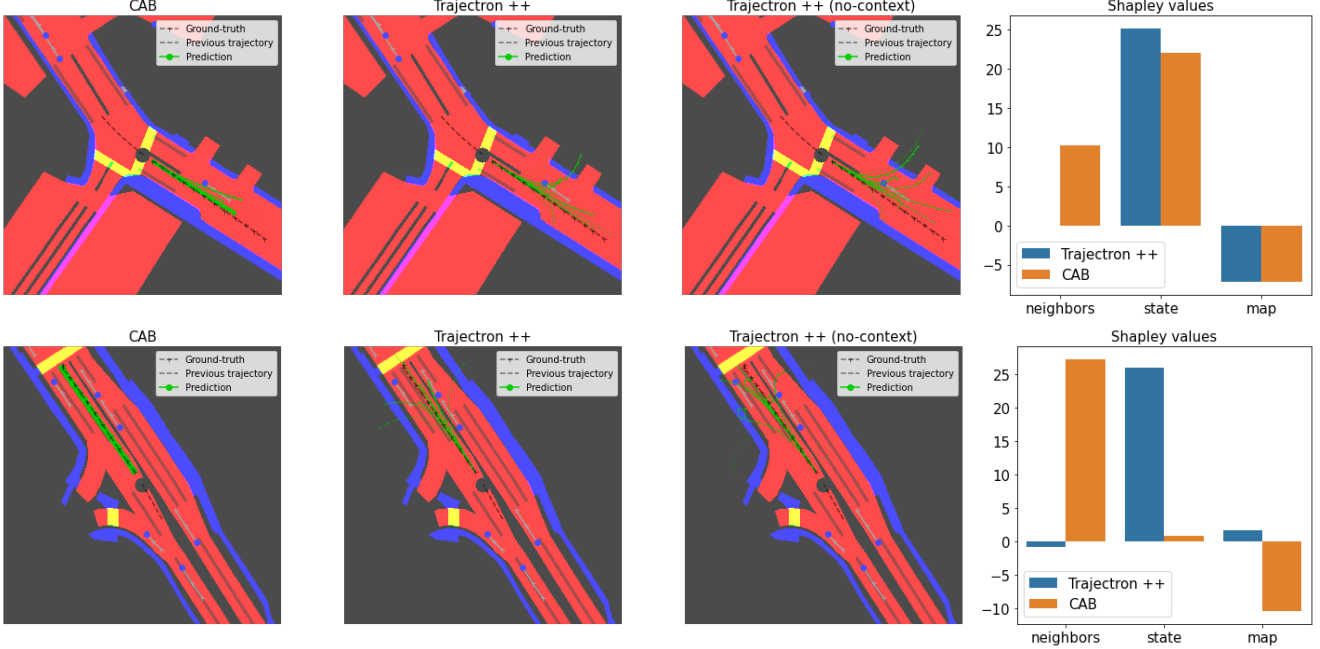 CAB
Ground-truth
Previous trajectory
Prediction
Trajectron ++
Ground-truth
Previous trajectory
Prediction
Trajectron ++ (no-context)
Ground-truth
Previous trajectory
Prediction
Shapley values
25
20
15
10
5
0
−5
Trajectron ++
CAB
neighbors state map
CAB
Ground-truth
Previous trajectory
Prediction
Trajectron ++
Ground-truth
Previous trajectory
Prediction
Trajectron ++ (no-context)
Ground-truth
Previous trajectory
Prediction
Shapley values
25
20
15
10
5
0
−5
−10
Trajectron ++
CAB
neighbors state map